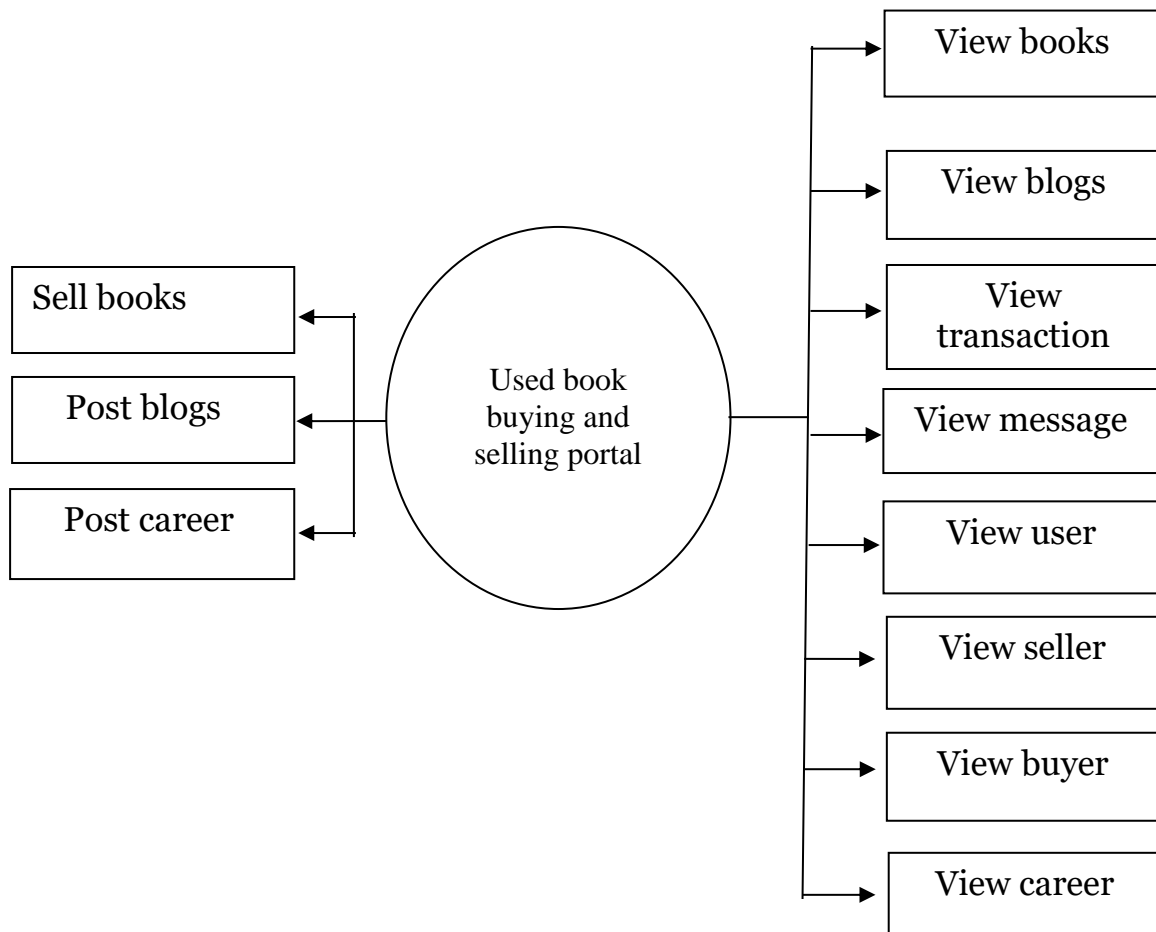 Sell books
Post blogs
Post career
Used book
buying and
selling portal
View books
View blogs
View
transaction
View message
View user
View seller
View buyer
View career